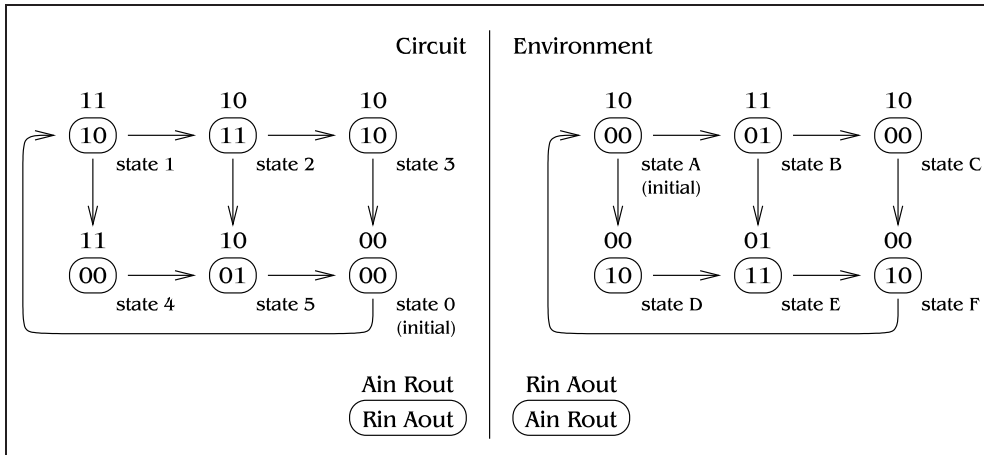 Circuit Environment
11 10 10 10 11 10
10 11 10 00 01 00
state 1 state 2 state 3 state A state B state C
(initial)
11 10 00 00 01 00
00 01 00 10 11 10
state 4 state 5 state 0 state D state E state F
(initial)
Ain Rout Rin Aout
Rin Aout Ain Rout